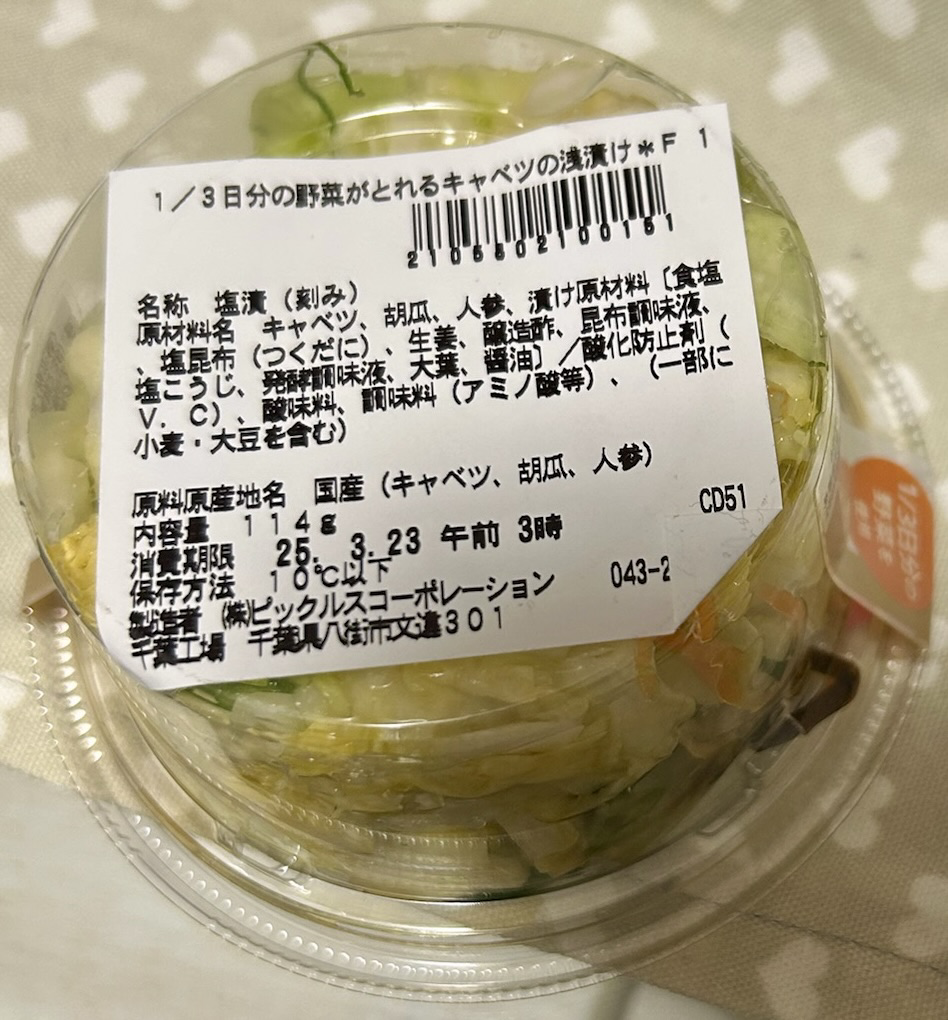 1/3日分の野菜がとれるキャベツの浅漬け*F 1
2105802100151
名称 塩漬(刻み)
原材料名 キャベツ、胡瓜、人参、漬け原材料〔食塩
、塩昆布(つくだに)、生姜、醸造酢、昆布調味液、
塩こうじ、発酵調味液、大葉、醤油〕/酸化防止剤(
V.C)、酸味料、調味料(アミノ酸等)、(一部に
小麦・大豆を含む)
原料原産地名 国産(キャベツ、胡瓜、人参)
内容量 114g
消費期限 25. 3.23 午前 3時
CD51
保存方法 10℃以下
製造者 (株)ピックルスコーポレーション 043-2
千葉工場 千葉県八街市文違301
1/3日分の
野菜を